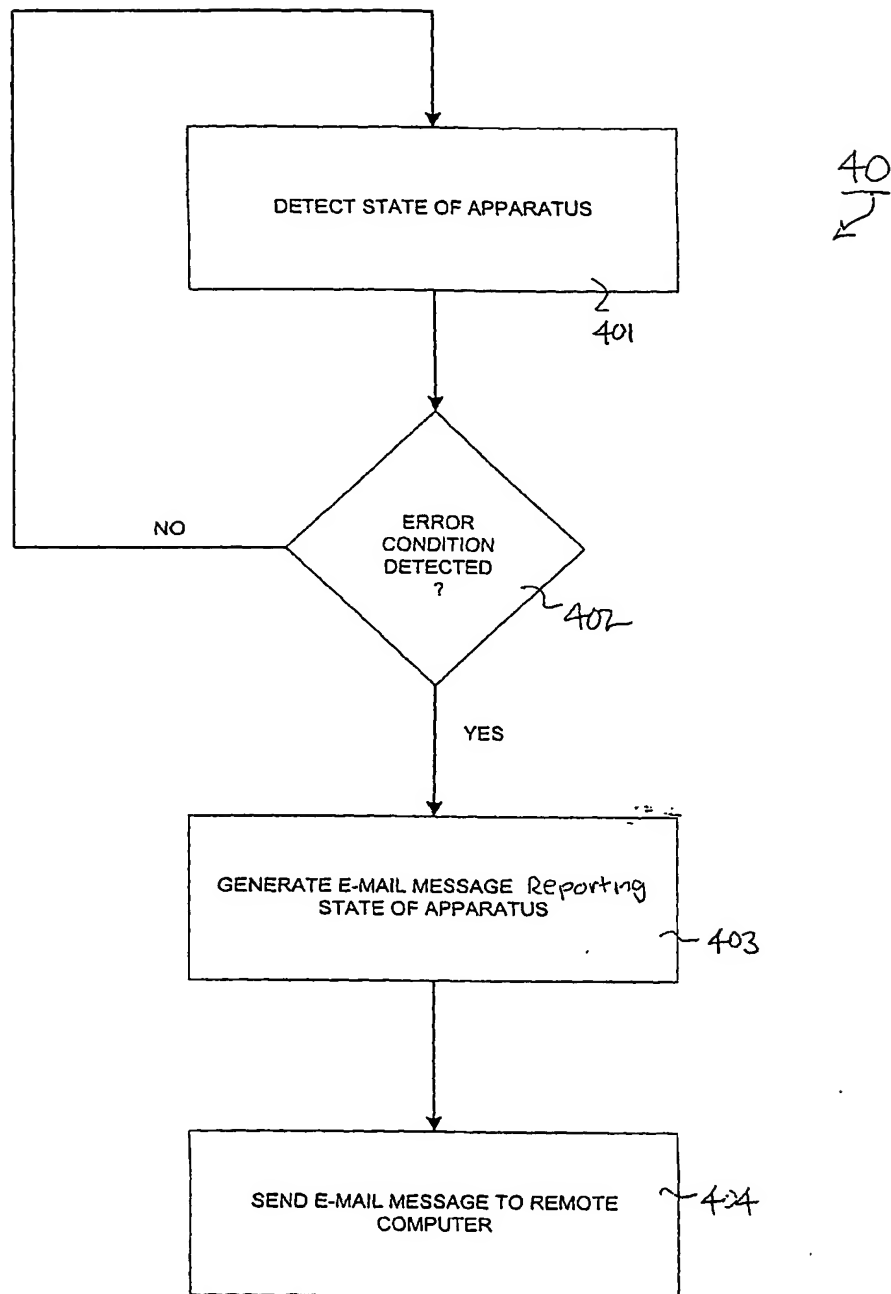 DETECT STATE OF APPARATUS
40
401
NO
ERROR
CONDITION
DETECTED
?
402
YES
GENERATE E-MAIL MESSAGE Reporting
STATE OF APPARATUS
403
SEND E-MAIL MESSAGE TO REMOTE
COMPUTER
404